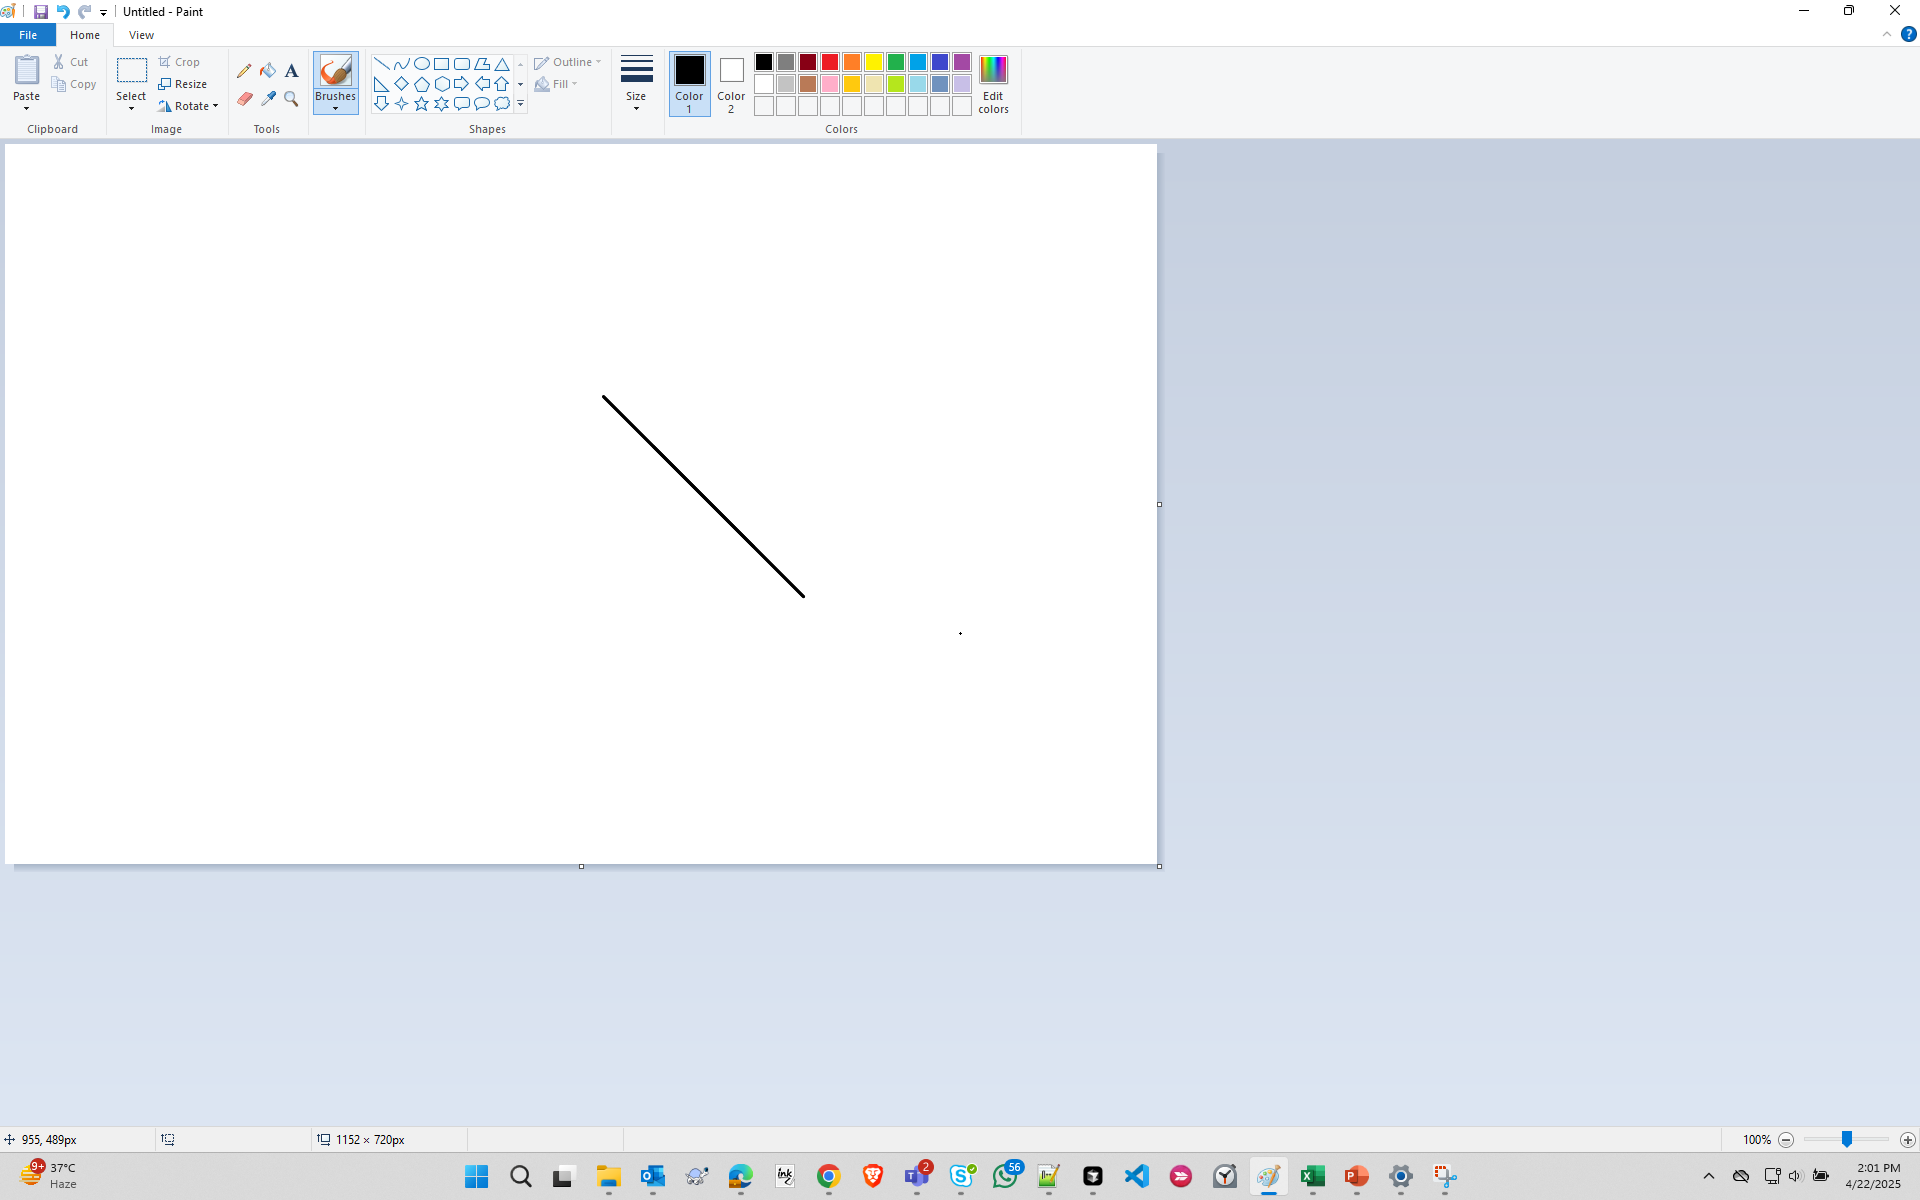 Untitled - Paint
File
Home
View
Paste
Cut
Copy
Clipboard
Select
Crop
Resize
Rotate
Image
A
Tools
Brushes
Outline
Fill
Shapes
Size
Color
1
Color
2
Edit
colors
Colors
?
955, 489px
1152 × 720px
100%
9+
37°C
Haze
ink
2
56
2:01 PM
4/22/2025